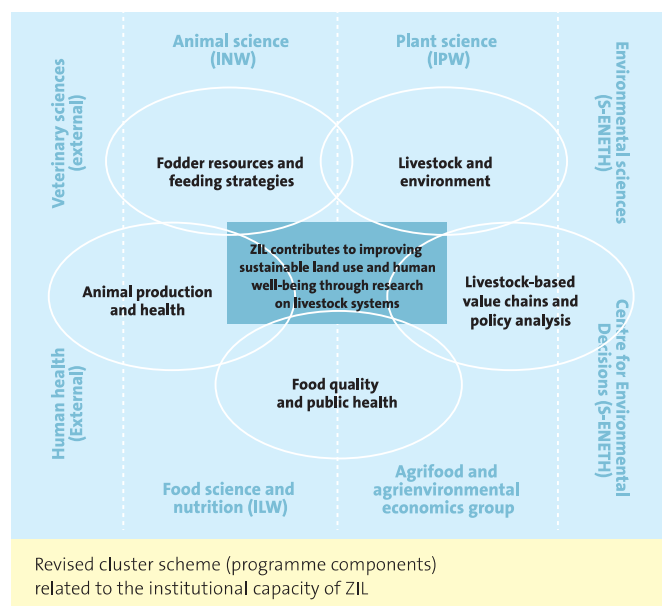 Animal science
(INW)
Plant science
(IPW)
Veterinary sciences
(external)
Environmental sciences
(S-ENETH)
Fodder resources and
feeding strategies
Livestock and
environment
ZIL contributes to improving
sustainable land use and human
well-being through research
on livestock systems
Animal production
and health
Livestock-based
value chains and
policy analysis
Food quality
and public health
Human health
(External)
Centre for Environmental
Decisions (S-ENETH)
Food science and
nutrition (ILW)
Agrifood and
agrienvironmental
economics group
Revised cluster scheme (programme components)
related to the institutional capacity of ZIL